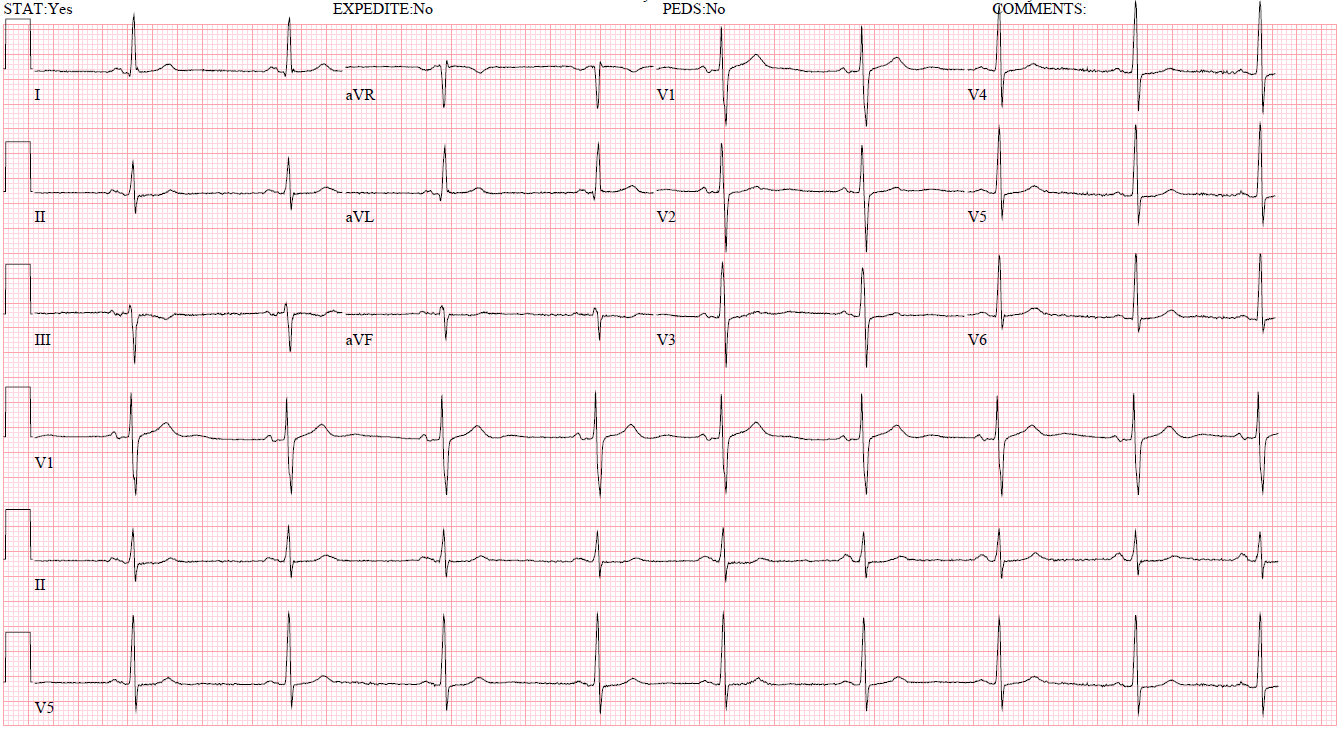 STAT:Yes EXPEDITE:No PEDS:No COMMENTS:
I aVR V1 V4
II aVL V2 V5
III aVF V3 V6
V1
II
V5